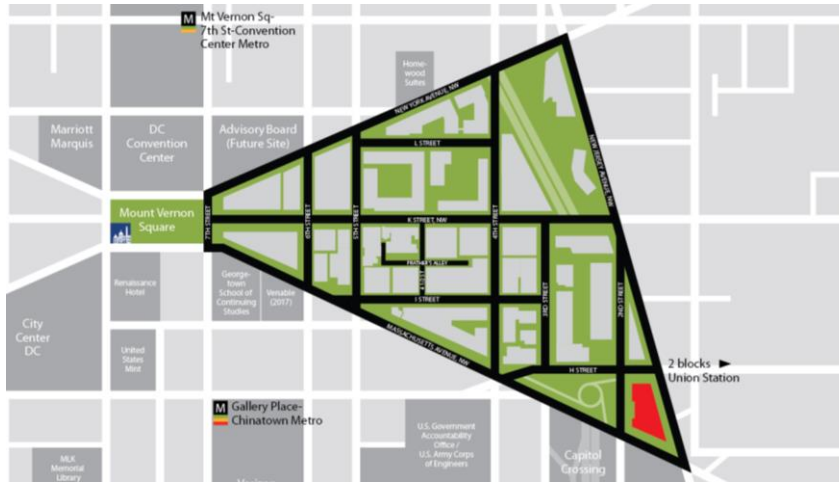 M Mt Vernon Sq-
7th St-Convention
Center Metro
Home-
wood
Suites
NEW YORK AVENUE, NW
Marriott
Marquis
DC
Convention
Center
Advisory Board
(Future Site)
L STREET
NEW JERSEY AVENUE, NW
Mount Vernon
Square
7TH STREET
6TH STREET
5TH STREET
K STREET, NW
4TH STREET
PRATHER'S ALLEY
Renaissance
Hotel
George-
town
School of
Continuing
Studies
Venable
(2017)
I STREET
3RD STREET
2ND STREET
City
Center
DC
United
States
Mint
MASSACHUSETTS AVENUE, NW
H STREET
2 blocks
Union Station
M Gallery Place-
Chinatown Metro
U.S. Government
Accountability
Office /
U.S. Army Corps
of Engineers
Capitol
Crossing
MLK
Memorial
Library